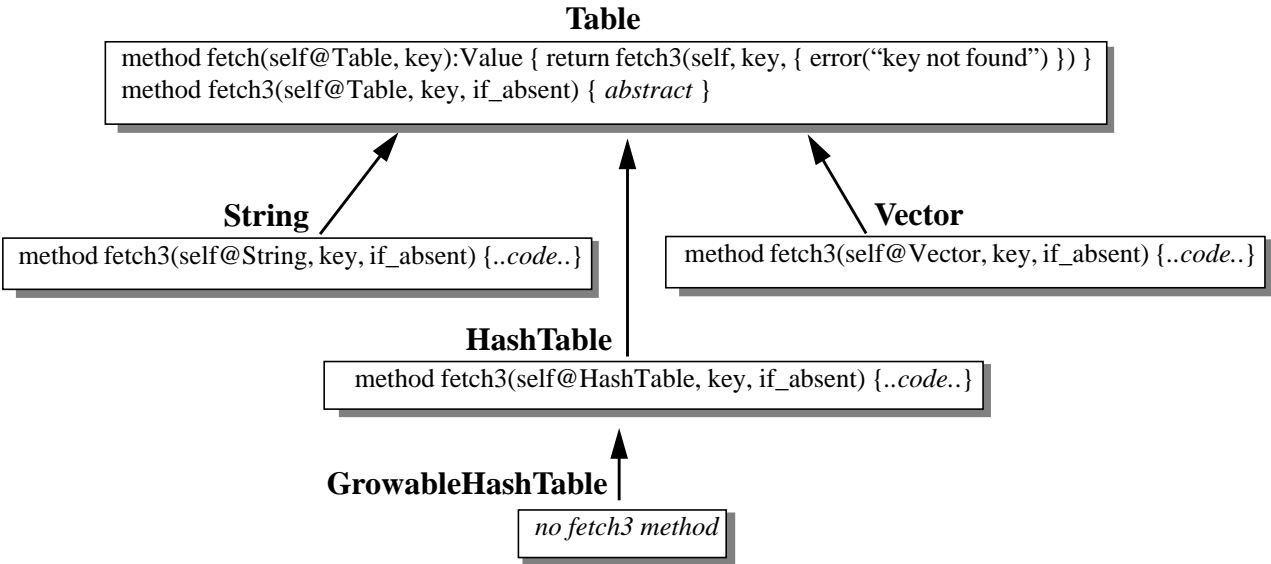 Table
method fetch(self@Table, key):Value { return fetch3(self, key, { error(“key not found”) }) }
method fetch3(self@Table, key, if_absent) { abstract }
String
method fetch3(self@String, key, if_absent) {..code..}
Vector
method fetch3(self@Vector, key, if_absent) {..code..}
HashTable
method fetch3(self@HashTable, key, if_absent) {..code..}
GrowableHashTable
no fetch3 method